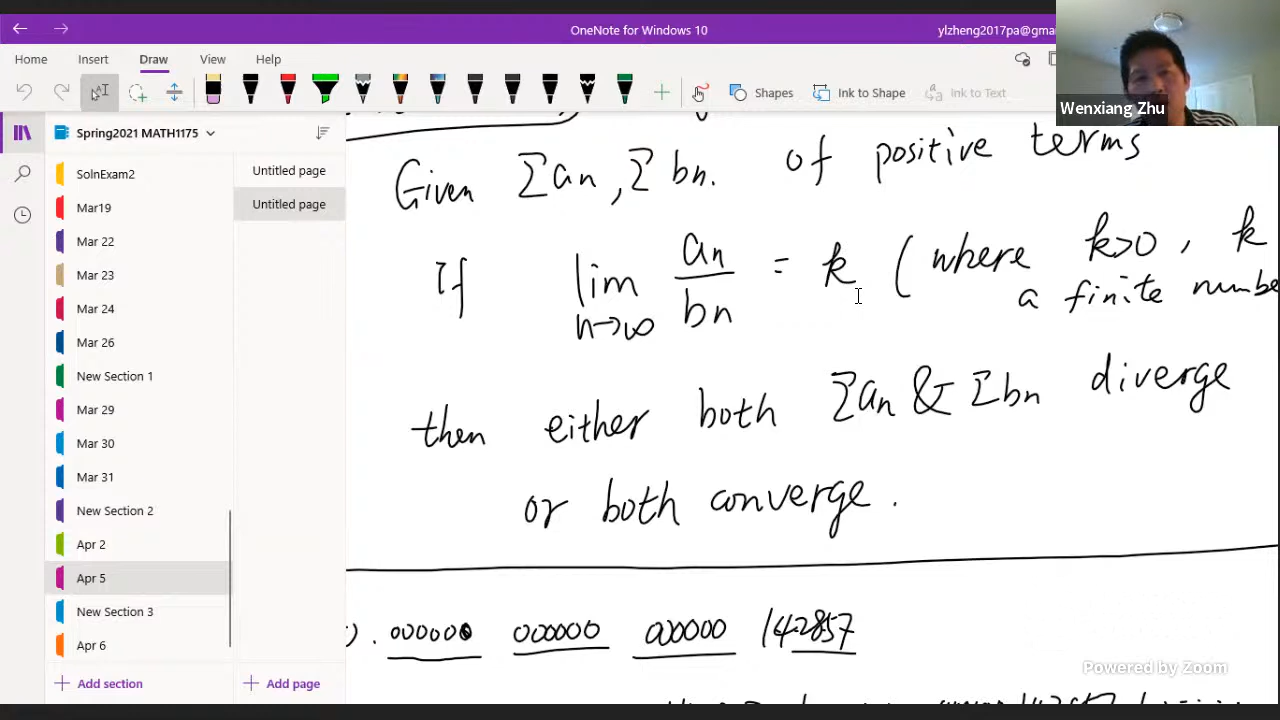 OneNote for Windows 10
ylzheng2017pa@gma
Home Insert Draw View Help
Shapes Ink to Shape Ink to Text
Wenxiang Zhu
Spring2021 MATH1175
SolnExam2
Mar19
Mar 22
Mar 23
Mar 24
Mar 26
New Section 1
Mar 29
Mar 30
Mar 31
New Section 2
Apr 2
Apr 5
New Section 3
Apr 6
Add section
Untitled page
Untitled page
Add page
Given Σan, Σbn. of positive terms
If lim n→∞ an/bn = k (where k>0, k
a finite numbe
then either both Σan & Σbn diverge
or both converge.
000000 000000 000000 142857
Powered by Zoom